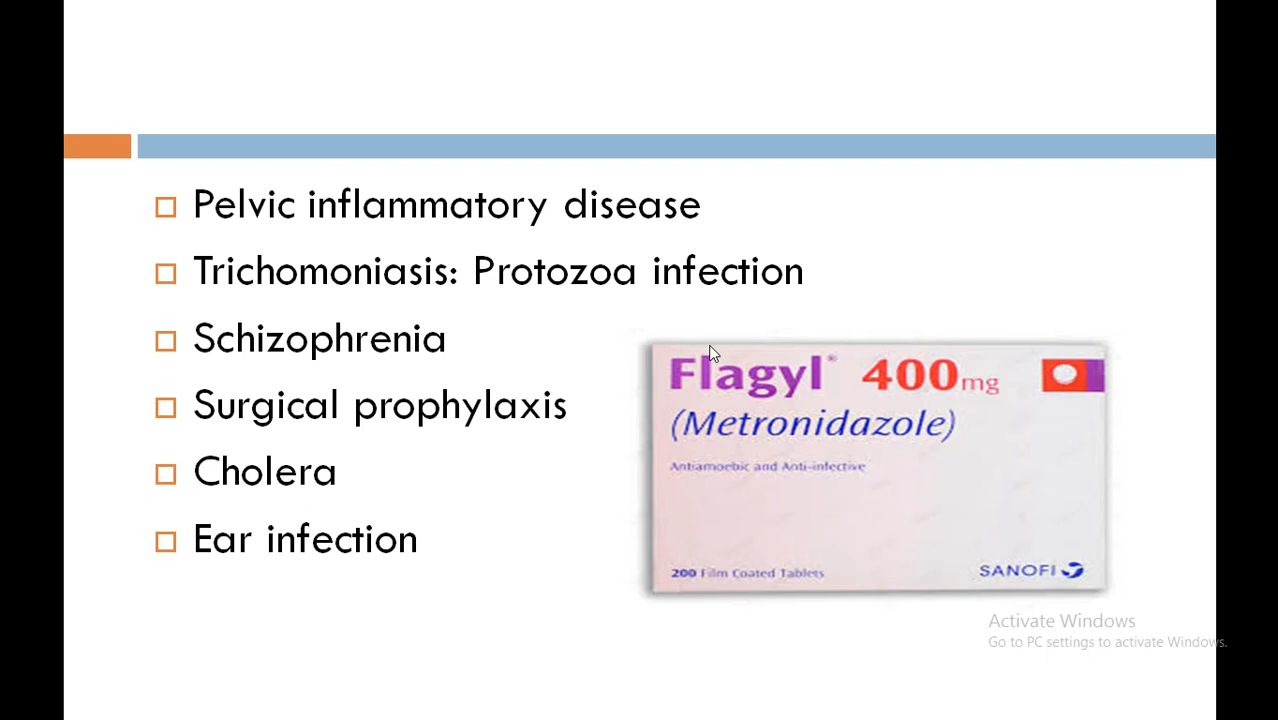 Pelvic inflammatory disease
Trichomoniasis: Protozoa infection
Schizophrenia
Surgical prophylaxis
Cholera
Ear infection
Flagyl® 400mg
(Metronidazole)
Antiamoebic and Anti-infective
200 Film Coated Tablets
SANOFI
Activate Windows
Go to PC settings to activate Windows.